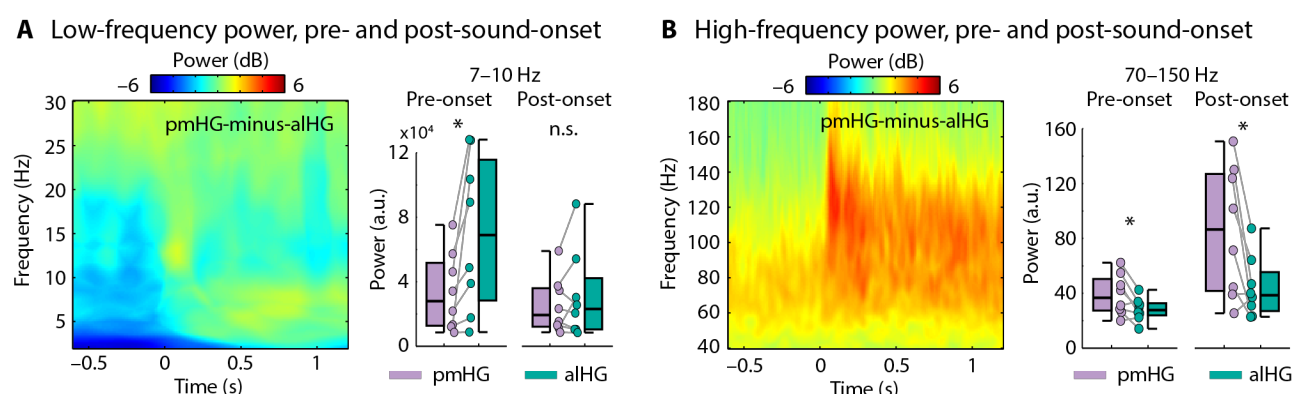 A Low-frequency power, pre- and post-sound-onset
Power (dB)
−6 6
pmHG-minus-alHG
30
25
20
15
10
5
Frequency (Hz)
−0.5 0 0.5 1
Time (s)
7–10 Hz
Pre-onset Post-onset
x10⁴ * n.s.
12
8
4
0
Power (a.u.)
pmHG alHG
B High-frequency power, pre- and post-sound-onset
Power (dB)
−6 6
pmHG-minus-alHG
180
160
140
120
100
80
60
40
Frequency (Hz)
−0.5 0 0.5 1
Time (s)
70–150 Hz
Pre-onset Post-onset
* *
160
120
80
40
0
Power (a.u.)
pmHG alHG